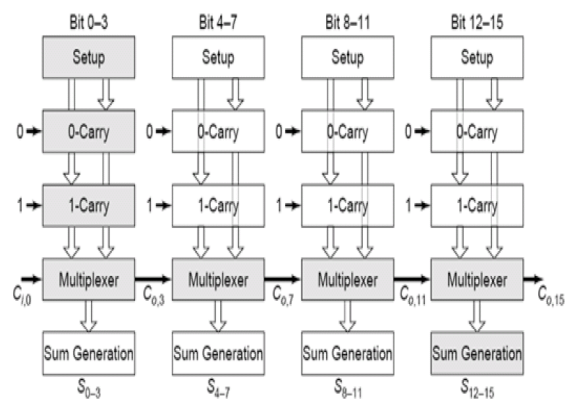 Bit 0–3 Bit 4–7 Bit 8–11 Bit 12–15
Setup Setup Setup Setup
0 0-Carry 0 0-Carry 0 0-Carry 0 0-Carry
1 1-Carry 1 1-Carry 1 1-Carry 1 1-Carry
Multiplexer Multiplexer Multiplexer Multiplexer
Ci,0 Co,3 Co,7 Co,11 Co,15
Sum Generation Sum Generation Sum Generation Sum Generation
S0–3 S4–7 S8–11 S12–15